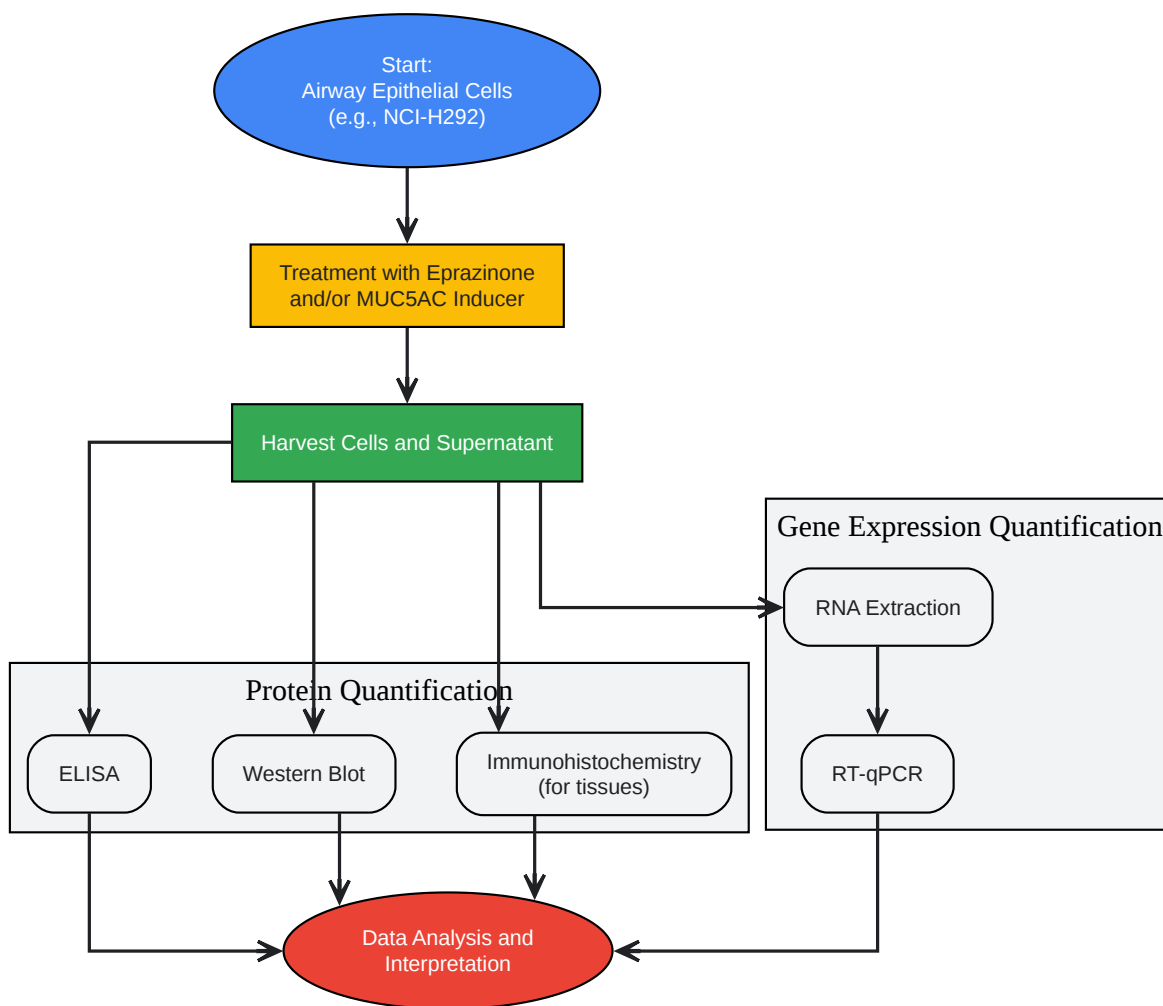 Start:
Airway Epithelial Cells
(e.g., NCI-H292)
Treatment with Eprazinone
and/or MUC5AC Inducer
Harvest Cells and Supernatant
Gene Expression Quantification
RNA Extraction
Protein Quantification
ELISA
Western Blot
Immunohistochemistry
(for tissues)
RT-qPCR
Data Analysis and
Interpretation